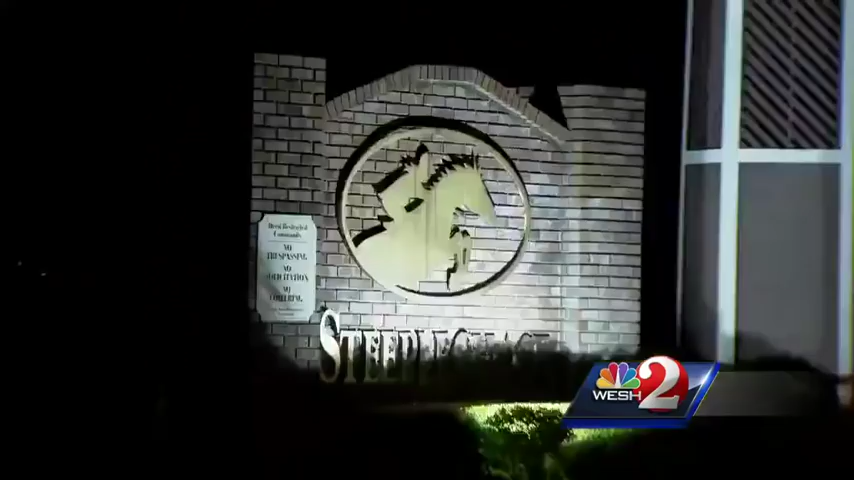 Deed Restricted
Community
NO
TRESPASSING
NO
SOLICITATION
NO
LOITERING
STEEPLECHASE
WESH 2